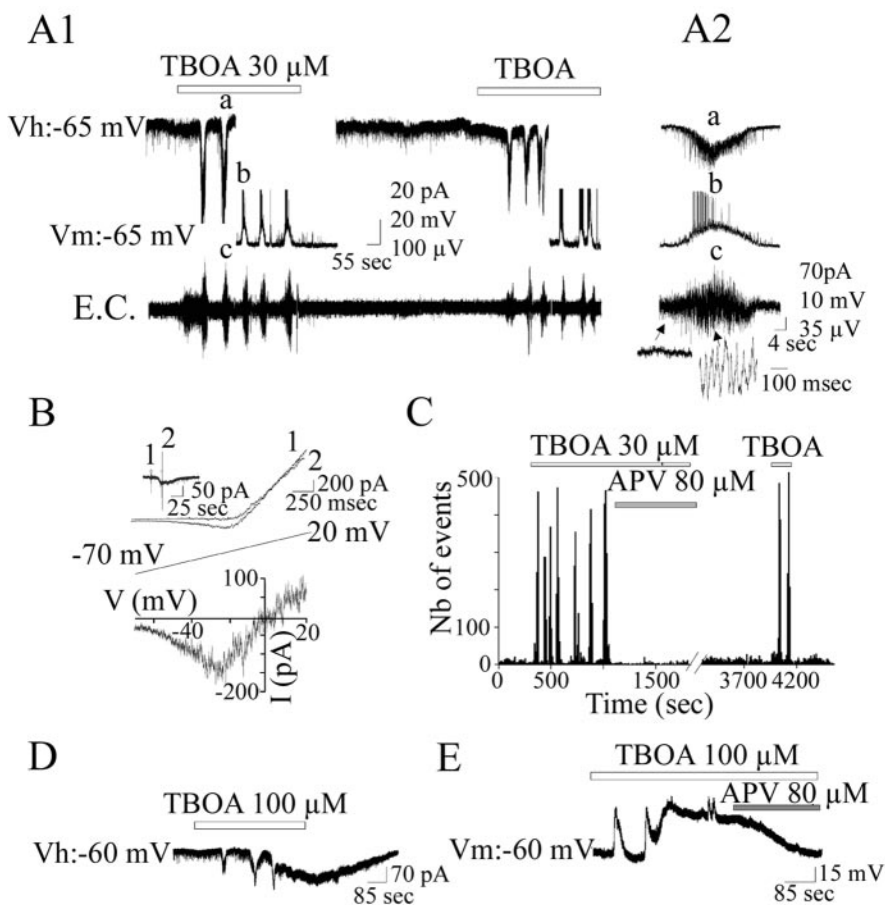 A1
A2
TBOA 30 µM
TBOA
a
a
Vh:-65 mV
b
b
20 pA
20 mV
100 µV
Vm:-65 mV
55 sec
c
c
70pA
10 mV
35 µV
E.C.
4 sec
100 msec
B
C
1
2
1
2
50 pA
25 sec
200 pA
250 msec
-70 mV
20 mV
100
V (mV)
-40
20
I (pA)
-200
TBOA 30 µM
TBOA
APV 80 µM
500
Nb of events
100
0
0
500
1500
3700
4200
Time (sec)
D
E
TBOA 100 µM
TBOA 100 µM
APV 80 µM
Vh:-60 mV
70 pA
85 sec
Vm:-60 mV
15 mV
85 sec